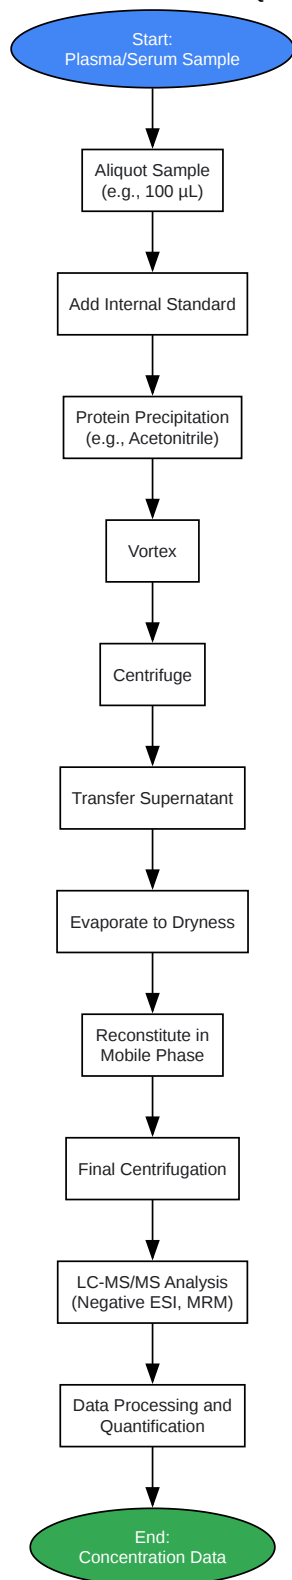 Start:
Plasma/Serum Sample
Aliquot Sample
(e.g., 100 µL)
Add Internal Standard
Protein Precipitation
(e.g., Acetonitrile)
Vortex
Centrifuge
Transfer Supernatant
Evaporate to Dryness
Reconstitute in
Mobile Phase
Final Centrifugation
LC-MS/MS Analysis
(Negative ESI, MRM)
Data Processing and
Quantification
End:
Concentration Data